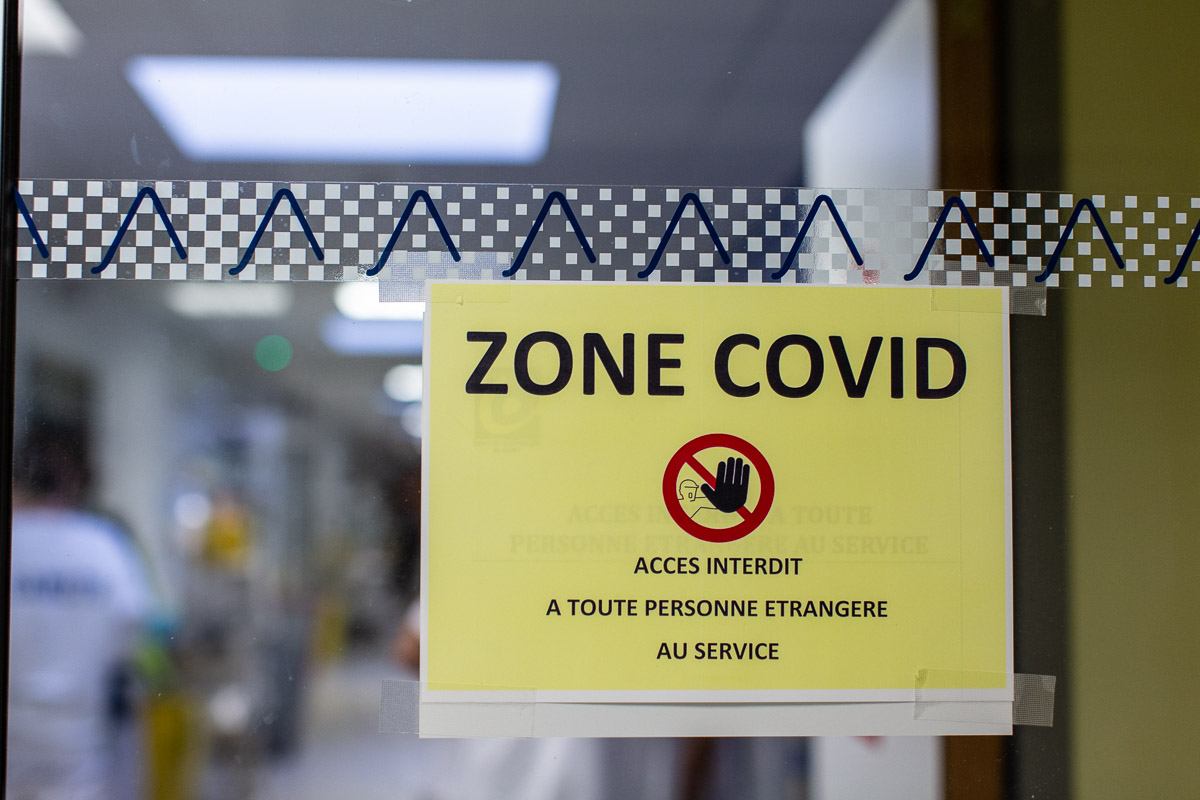 ZONE COVID
ACCES INTERDIT
A TOUTE PERSONNE ETRANGERE
AU SERVICE